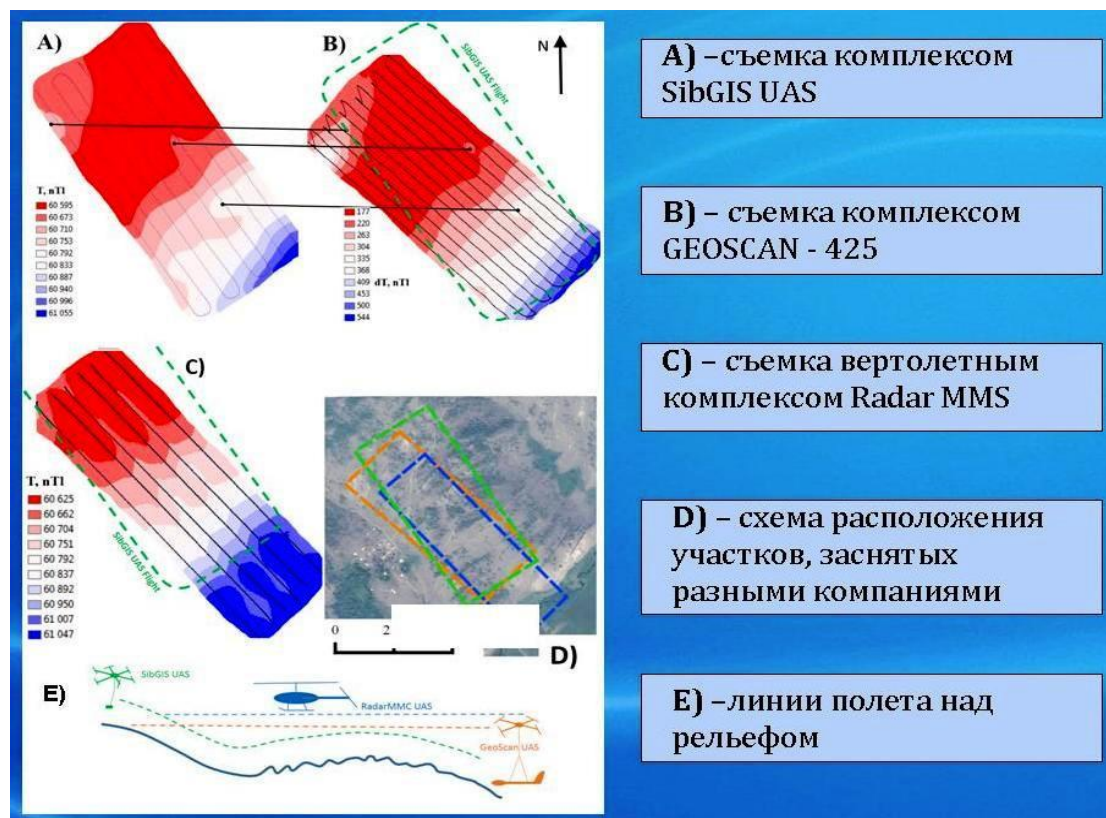 A)
B)
SibGIS UAS Flight
N
T, nTl
60 595
60 673
60 710
60 753
60 792
60 833
60 887
60 940
60 996
61 055
177
220
263
304
335
368
409
dT, nTl
453
500
544
C)
SibGIS UAS Flight
T, nTl
60 625
60 662
60 704
60 751
60 792
60 837
60 892
60 950
61 007
61 047
0 2
D)
E)
SibGIS UAS
RadarMMC UAS
GeoScan UAS
A) –съемка комплексом
SibGIS UAS
B) – съемка комплексом
GEOSCAN - 425
C) – съемка вертолетным
комплексом Radar MMS
D) – схема расположения
участков, заснятых
разными компаниями
E) –линии полета над
рельефом